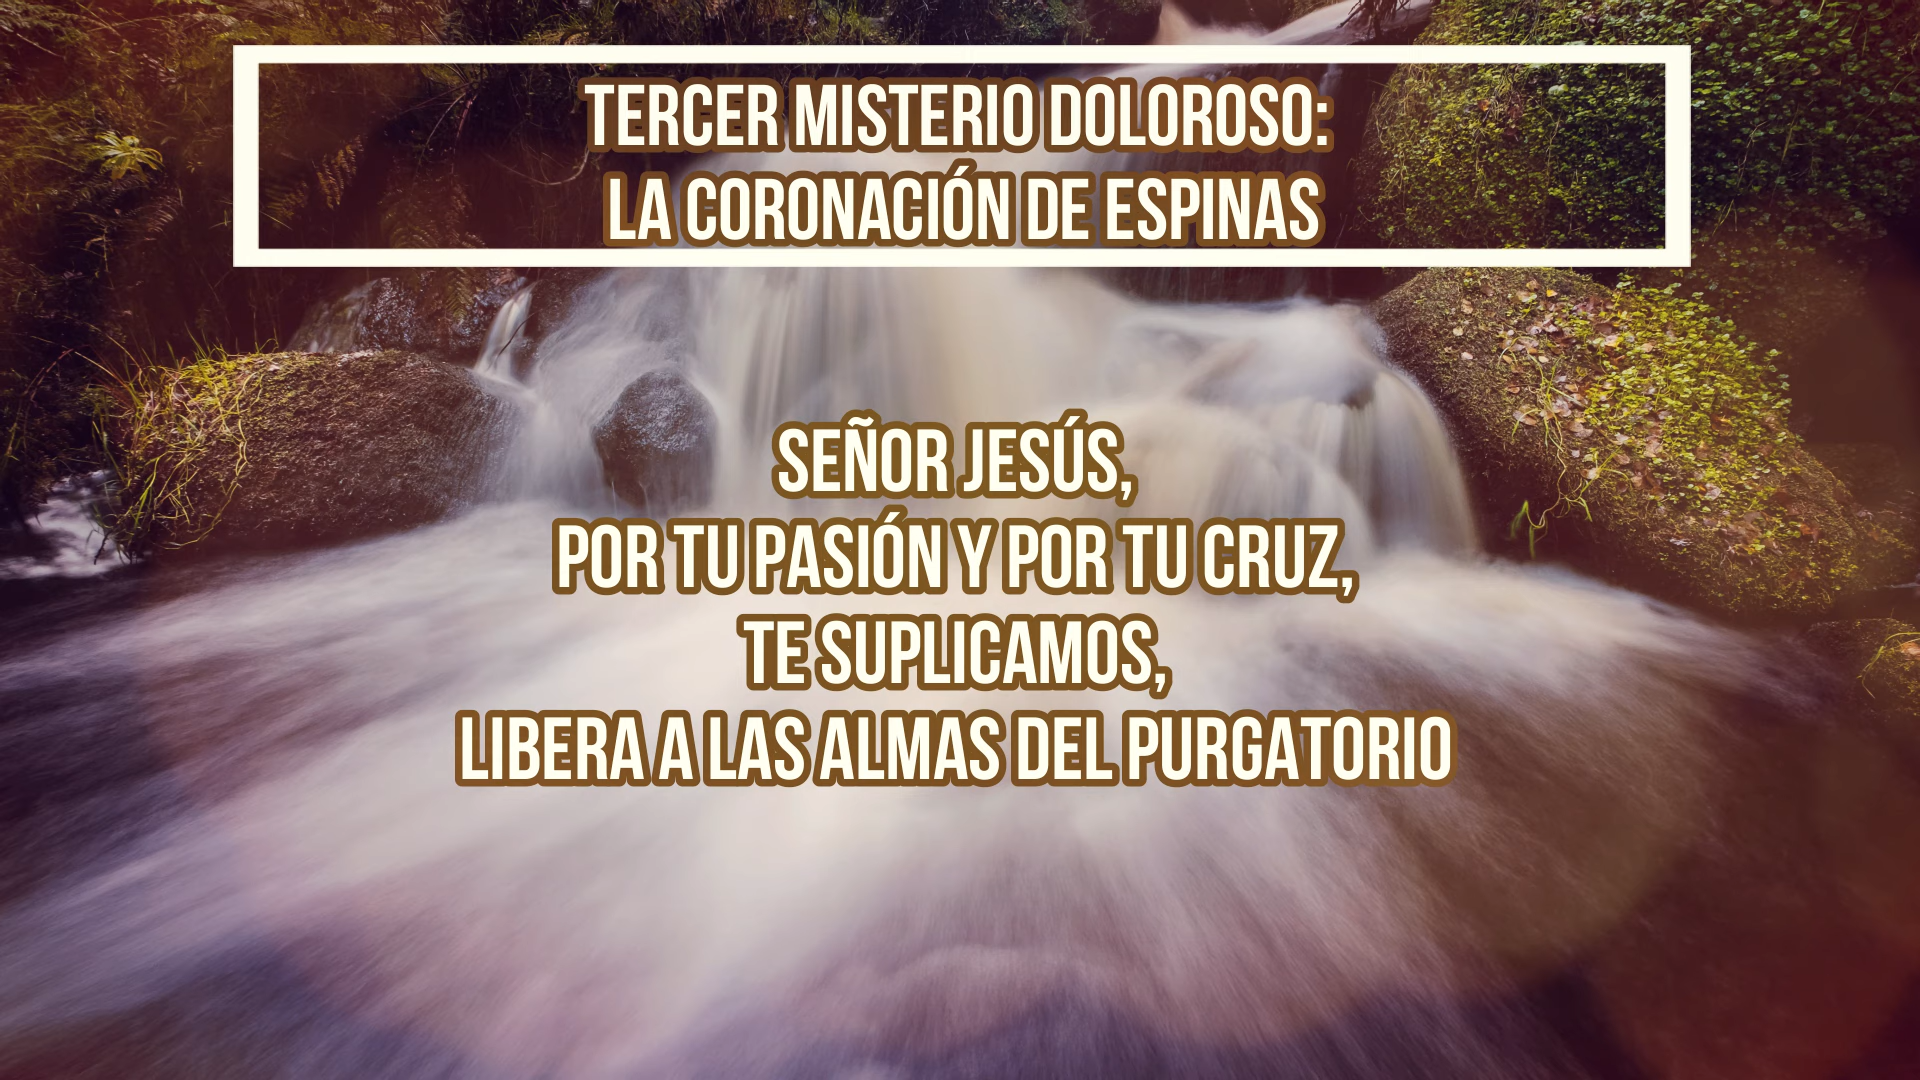 TERCER MISTERIO DOLOROSO:
LA CORONACIÓN DE ESPINAS
SEÑOR JESÚS,
POR TU PASIÓN Y POR TU CRUZ,
TE SUPLICAMOS,
LIBERA A LAS ALMAS DEL PURGATORIO